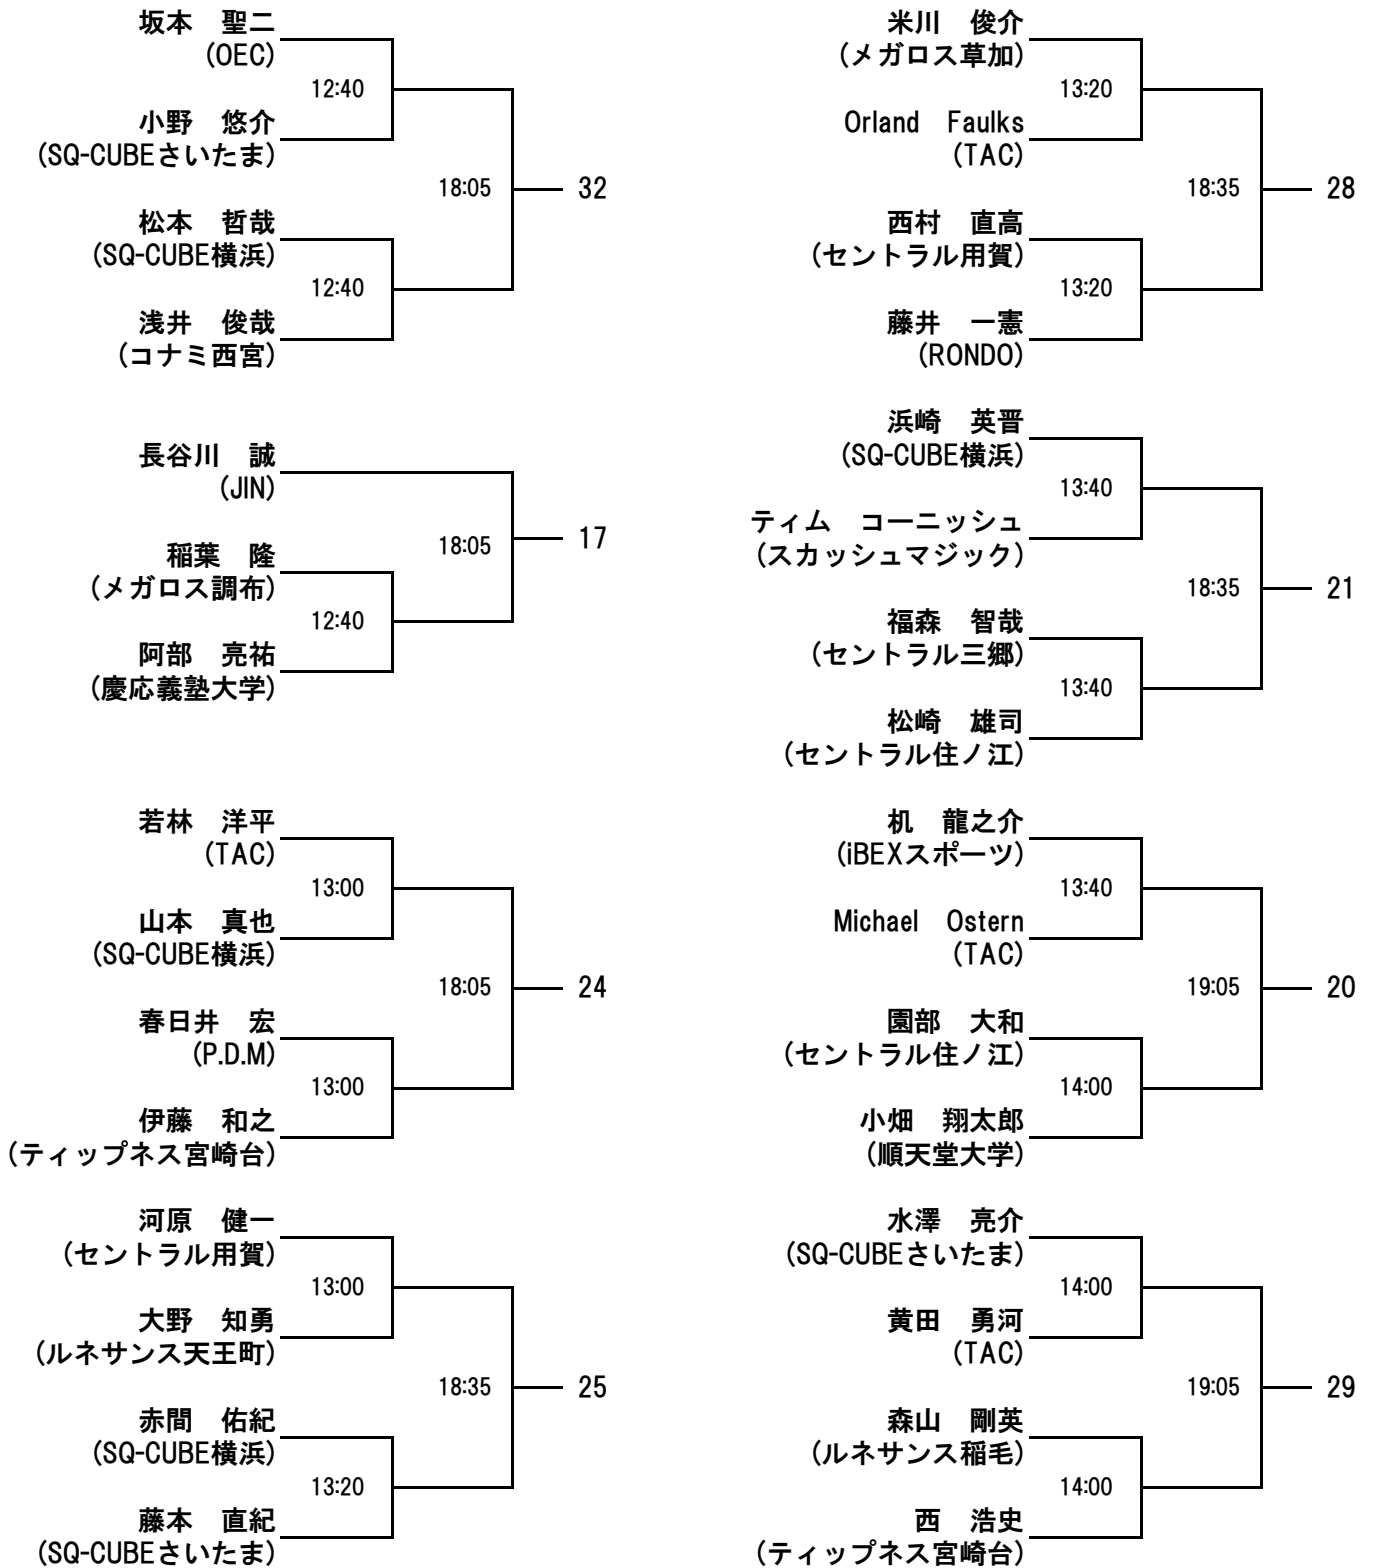 坂本　聖二
(OEC)
12:40
小野　悠介
(SQ-CUBEさいたま)
18:05
32
松本　哲哉
(SQ-CUBE横浜)
12:40
浅井　俊哉
(コナミ西宮)
長谷川　誠
(JIN)
18:05
17
稲葉　隆
(メガロス調布)
12:40
阿部　亮祐
(慶応義塾大学)
若林　洋平
(TAC)
13:00
山本　真也
(SQ-CUBE横浜)
18:05
24
春日井　宏
(P.D.M)
13:00
伊藤　和之
(ティップネス宮崎台)
河原　健一
(セントラル用賀)
13:00
大野　知勇
(ルネサンス天王町)
18:35
25
赤間　佑紀
(SQ-CUBE横浜)
13:20
藤本　直紀
(SQ-CUBEさいたま)
米川　俊介
(メガロス草加)
13:20
Orland　Faulks
(TAC)
18:35
28
西村　直高
(セントラル用賀)
13:20
藤井　一憲
(RONDO)
浜崎　英晋
(SQ-CUBE横浜)
13:40
ティム　コーニッシュ
(スカッシュマジック)
18:35
21
福森　智哉
(セントラル三郷)
13:40
松崎　雄司
(セントラル住ノ江)
机　龍之介
(iBEXスポーツ)
13:40
Michael　Ostern
(TAC)
19:05
20
園部　大和
(セントラル住ノ江)
14:00
小畑　翔太郎
(順天堂大学)
水澤　亮介
(SQ-CUBEさいたま)
14:00
黄田　勇河
(TAC)
19:05
29
森山　剛英
(ルネサンス稲毛)
14:00
西　浩史
(ティップネス宮崎台)